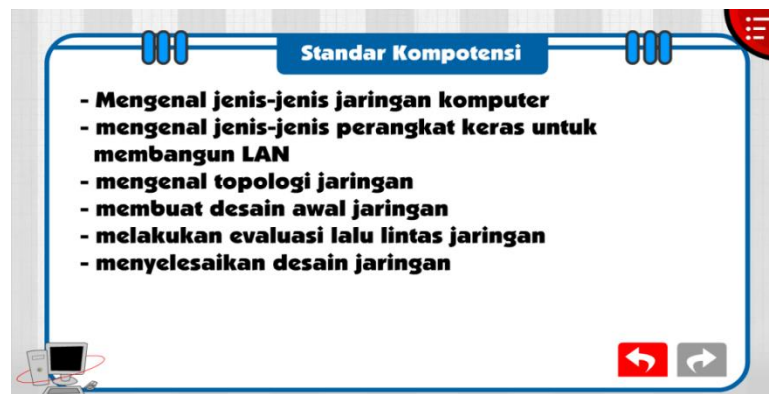 Standar Kompotensi
- Mengenal jenis-jenis jaringan komputer
- mengenal jenis-jenis perangkat keras untuk
membangun LAN
- mengenal topologi jaringan
- membuat desain awal jaringan
- melakukan evaluasi lalu lintas jaringan
- menyelesaikan desain jaringan